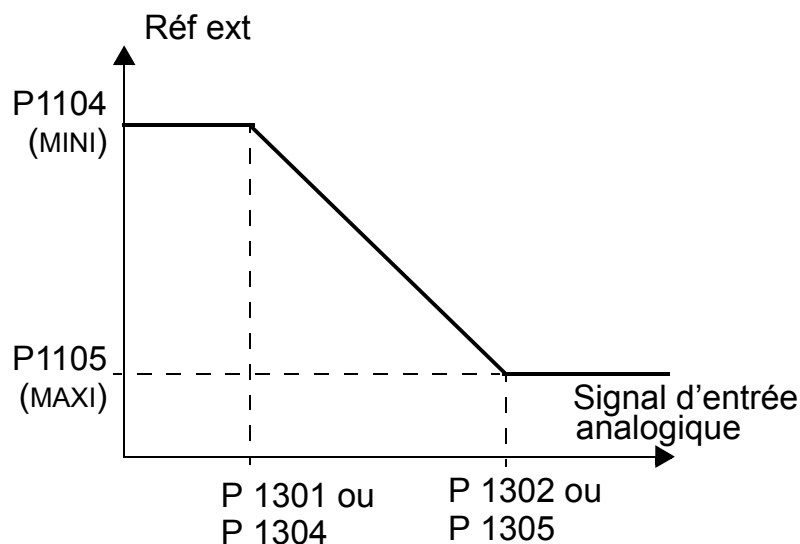 Réf ext
P1104
(MINI)
P1105
(MAXI)
Signal d'entrée
analogique
P 1301 ou
P 1304
P 1302 ou
P 1305